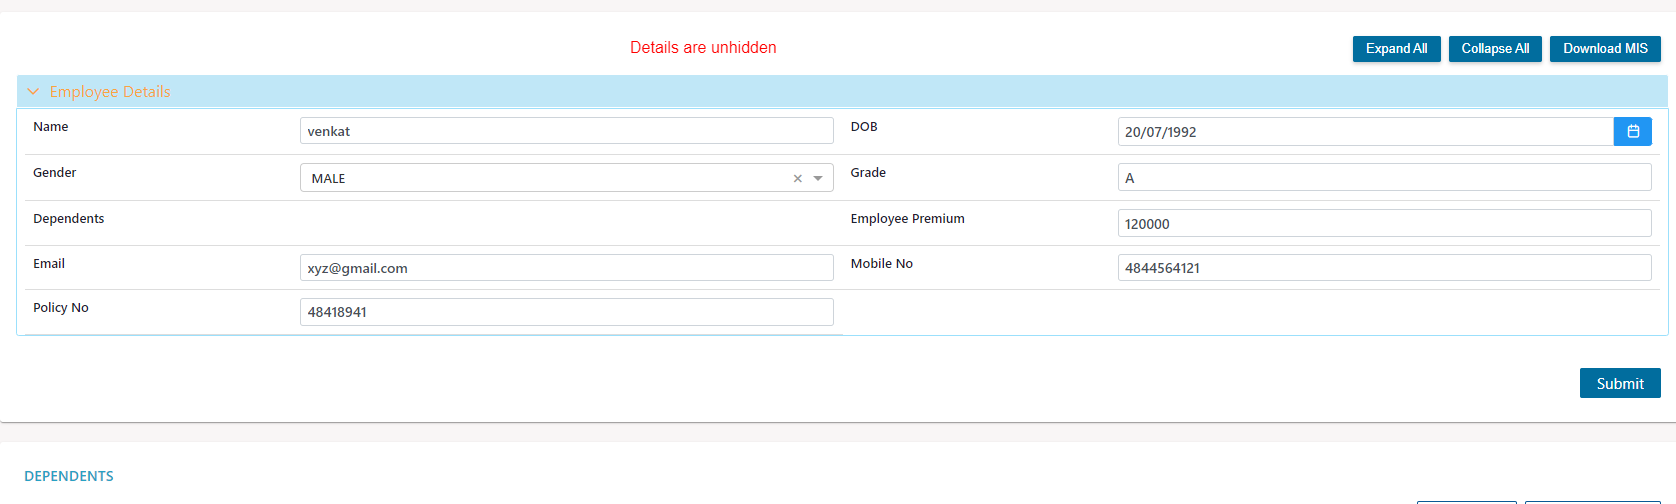 Details are unhidden
Expand All Collapse All Download MIS
Employee Details
Name venkat DOB 20/07/1992
Gender MALE Grade A
Dependents Employee Premium 120000
Email xyz@gmail.com Mobile No 4844564121
Policy No 48418941
Submit
DEPENDENTS